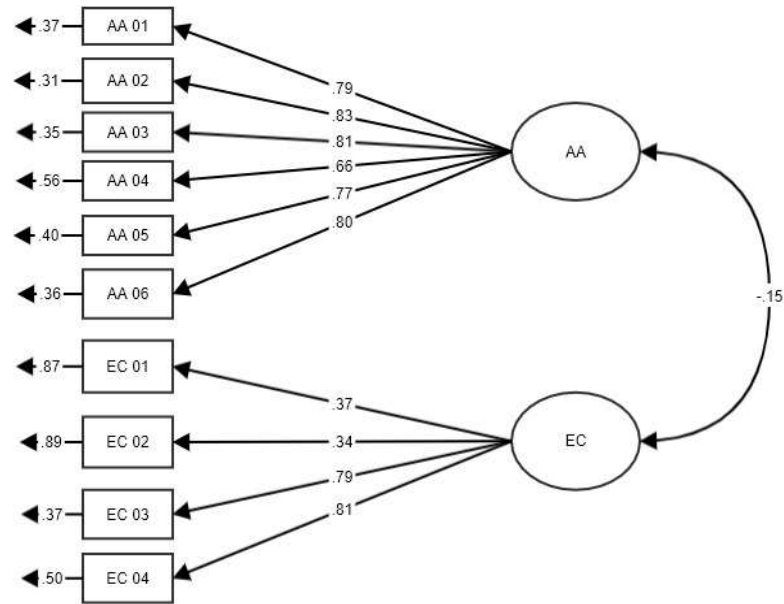 .37 AA 01
.79
.31 AA 02
.83
.35 AA 03
.81
AA
.56 AA 04
.66
.77
.40 AA 05
.80
.36 AA 06
-.15
.87 EC 01
.37
.89 EC 02
.34
EC
.79
.37 EC 03
.81
.50 EC 04